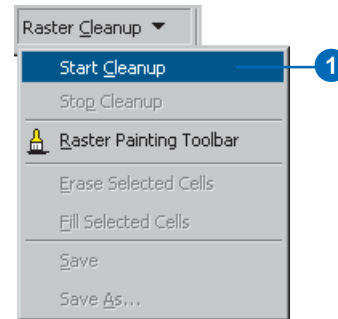 Raster Cleanup
Start Cleanup
1
Stop Cleanup
Raster Painting Toolbar
Erase Selected Cells
Fill Selected Cells
Save
Save As...